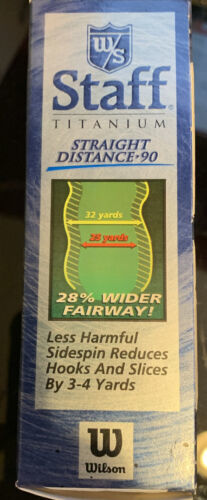 W/S
Staff®
TITANIUM
STRAIGHT
DISTANCE•90
32 yards
25 yards
28% WIDER
FAIRWAY!
Less Harmful
Sidespin Reduces
Hooks And Slices
By 3-4 Yards
W
Wilson